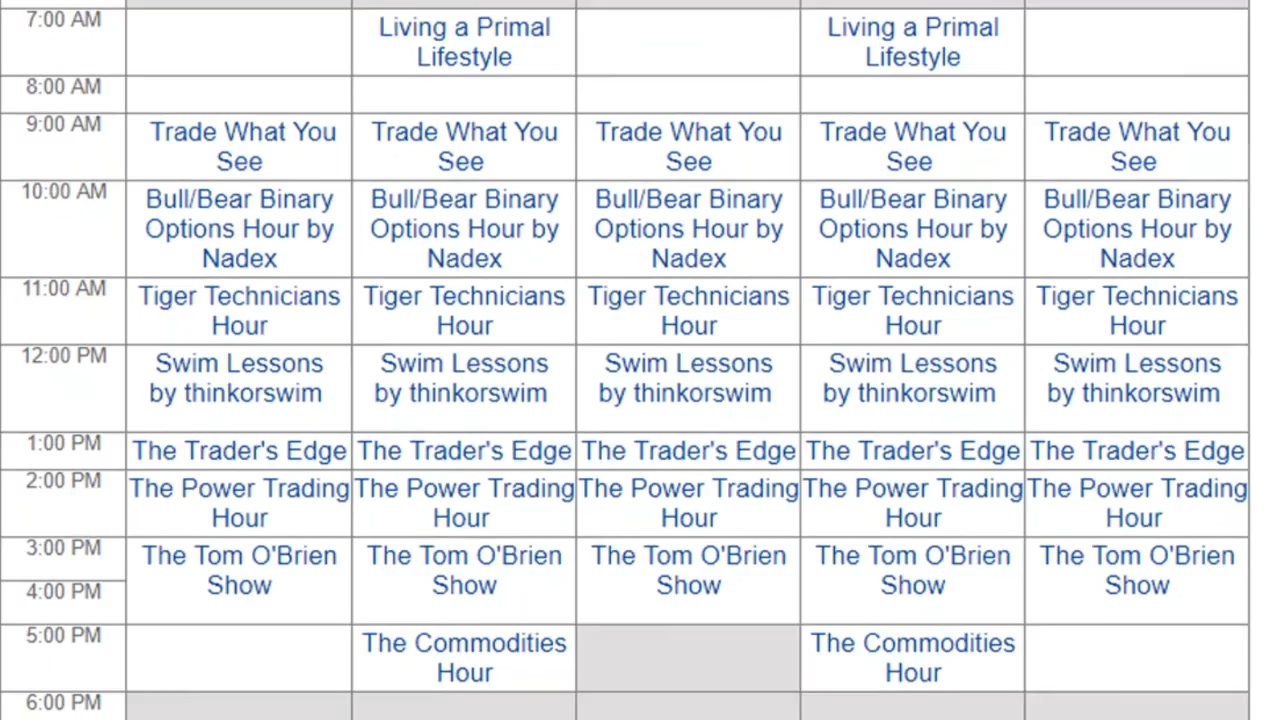 7:00 AM
Living a Primal Lifestyle
Living a Primal Lifestyle
8:00 AM
9:00 AM
Trade What You See
Trade What You See
Trade What You See
Trade What You See
Trade What You See
10:00 AM
Bull/Bear Binary Options Hour by Nadex
Bull/Bear Binary Options Hour by Nadex
Bull/Bear Binary Options Hour by Nadex
Bull/Bear Binary Options Hour by Nadex
Bull/Bear Binary Options Hour by Nadex
11:00 AM
Tiger Technicians Hour
Tiger Technicians Hour
Tiger Technicians Hour
Tiger Technicians Hour
Tiger Technicians Hour
12:00 PM
Swim Lessons by thinkorswim
Swim Lessons by thinkorswim
Swim Lessons by thinkorswim
Swim Lessons by thinkorswim
Swim Lessons by thinkorswim
1:00 PM
The Trader's Edge
The Trader's Edge
The Trader's Edge
The Trader's Edge
The Trader's Edge
2:00 PM
The Power Trading Hour
The Power Trading Hour
The Power Trading Hour
The Power Trading Hour
The Power Trading Hour
3:00 PM
The Tom O'Brien Show
The Tom O'Brien Show
The Tom O'Brien Show
The Tom O'Brien Show
The Tom O'Brien Show
4:00 PM
5:00 PM
The Commodities Hour
The Commodities Hour
6:00 PM